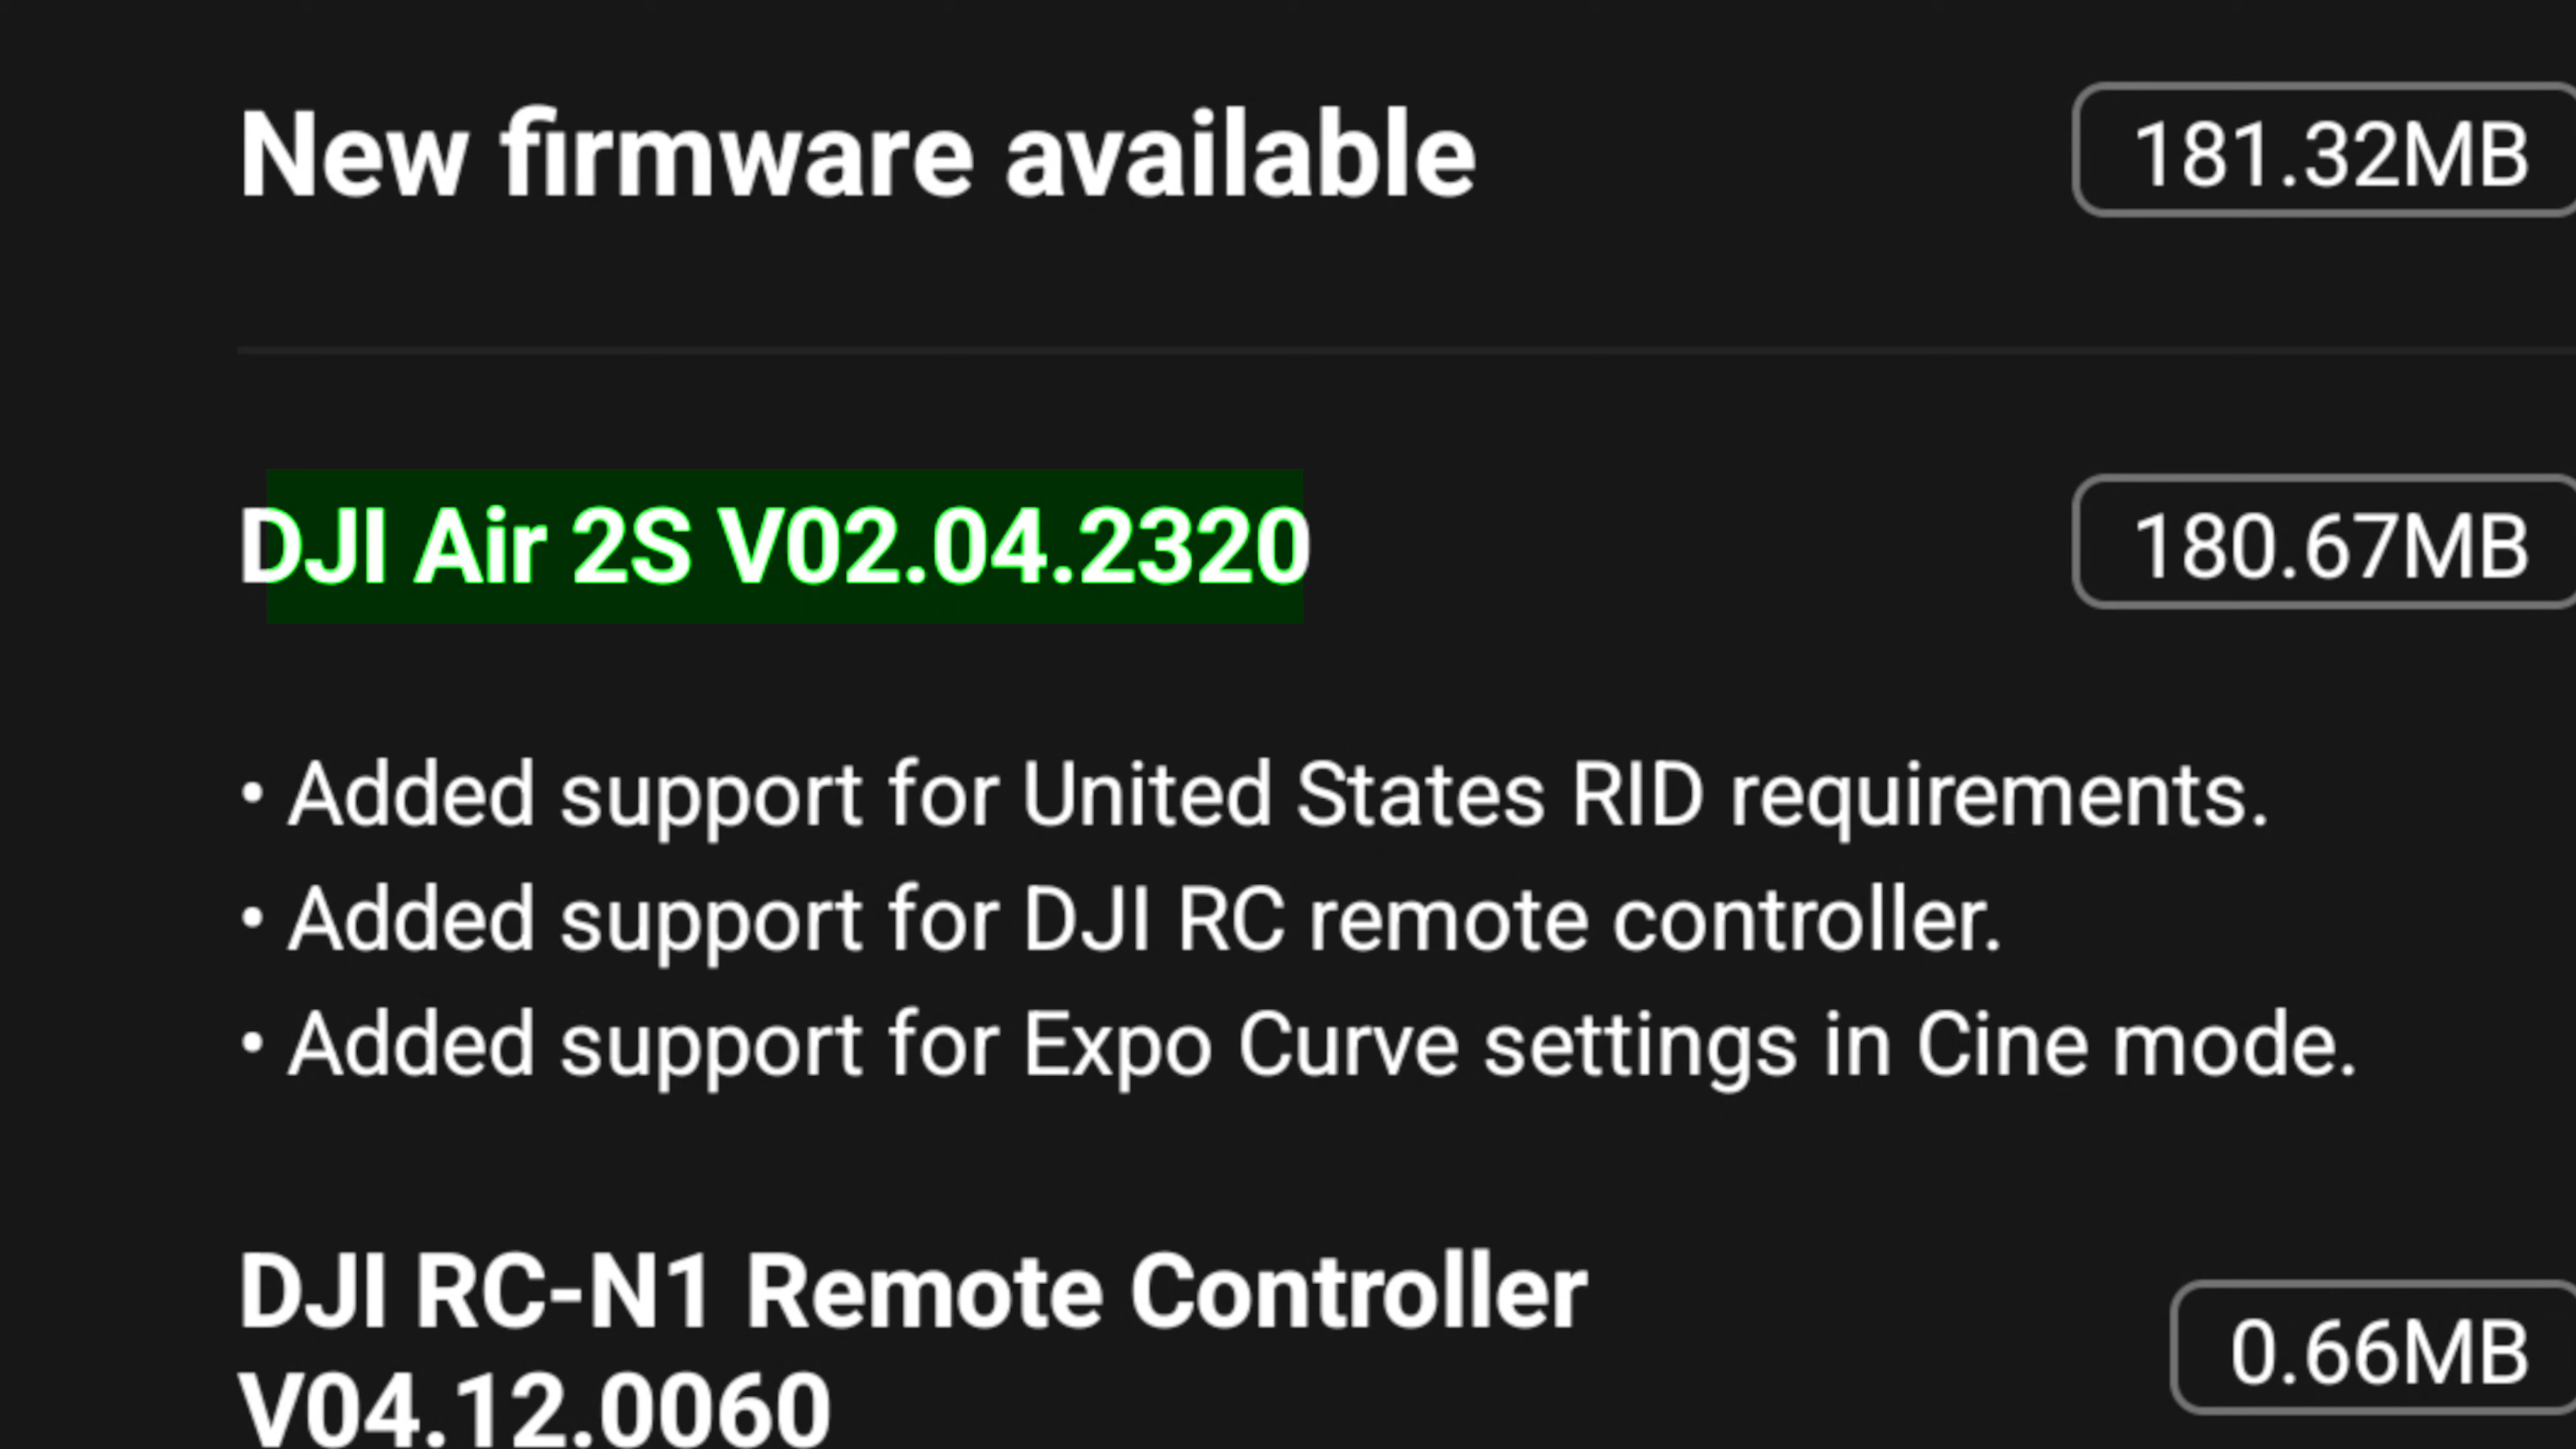 New firmware available 181.32MB
DJI Air 2S V02.04.2320 180.67MB
• Added support for United States RID requirements.
• Added support for DJI RC remote controller.
• Added support for Expo Curve settings in Cine mode.
DJI RC-N1 Remote Controller
V04.12.0060 0.66MB